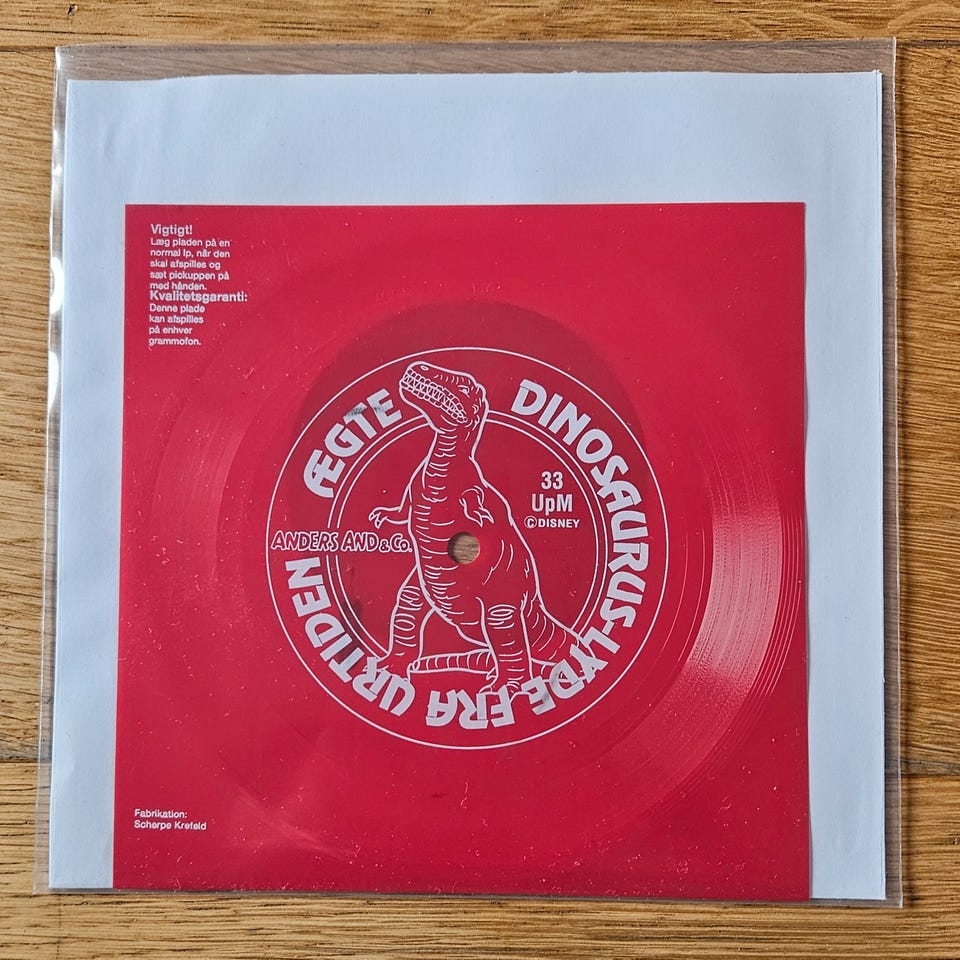 Vigtigt!
Læg pladen på en
normal lp, når den
skal afspilles og
sæt pickuppen på
med hånden.
Kvalitetsgaranti:
Denne plade
kan afspilles
på enhver
grammofon.
ÆGTE DINOSAURUS-LYDE FRA URTIDEN
33
UpM
©DISNEY
ANDERS AND & Co.
Fabrikation:
Scherpe Krefeld